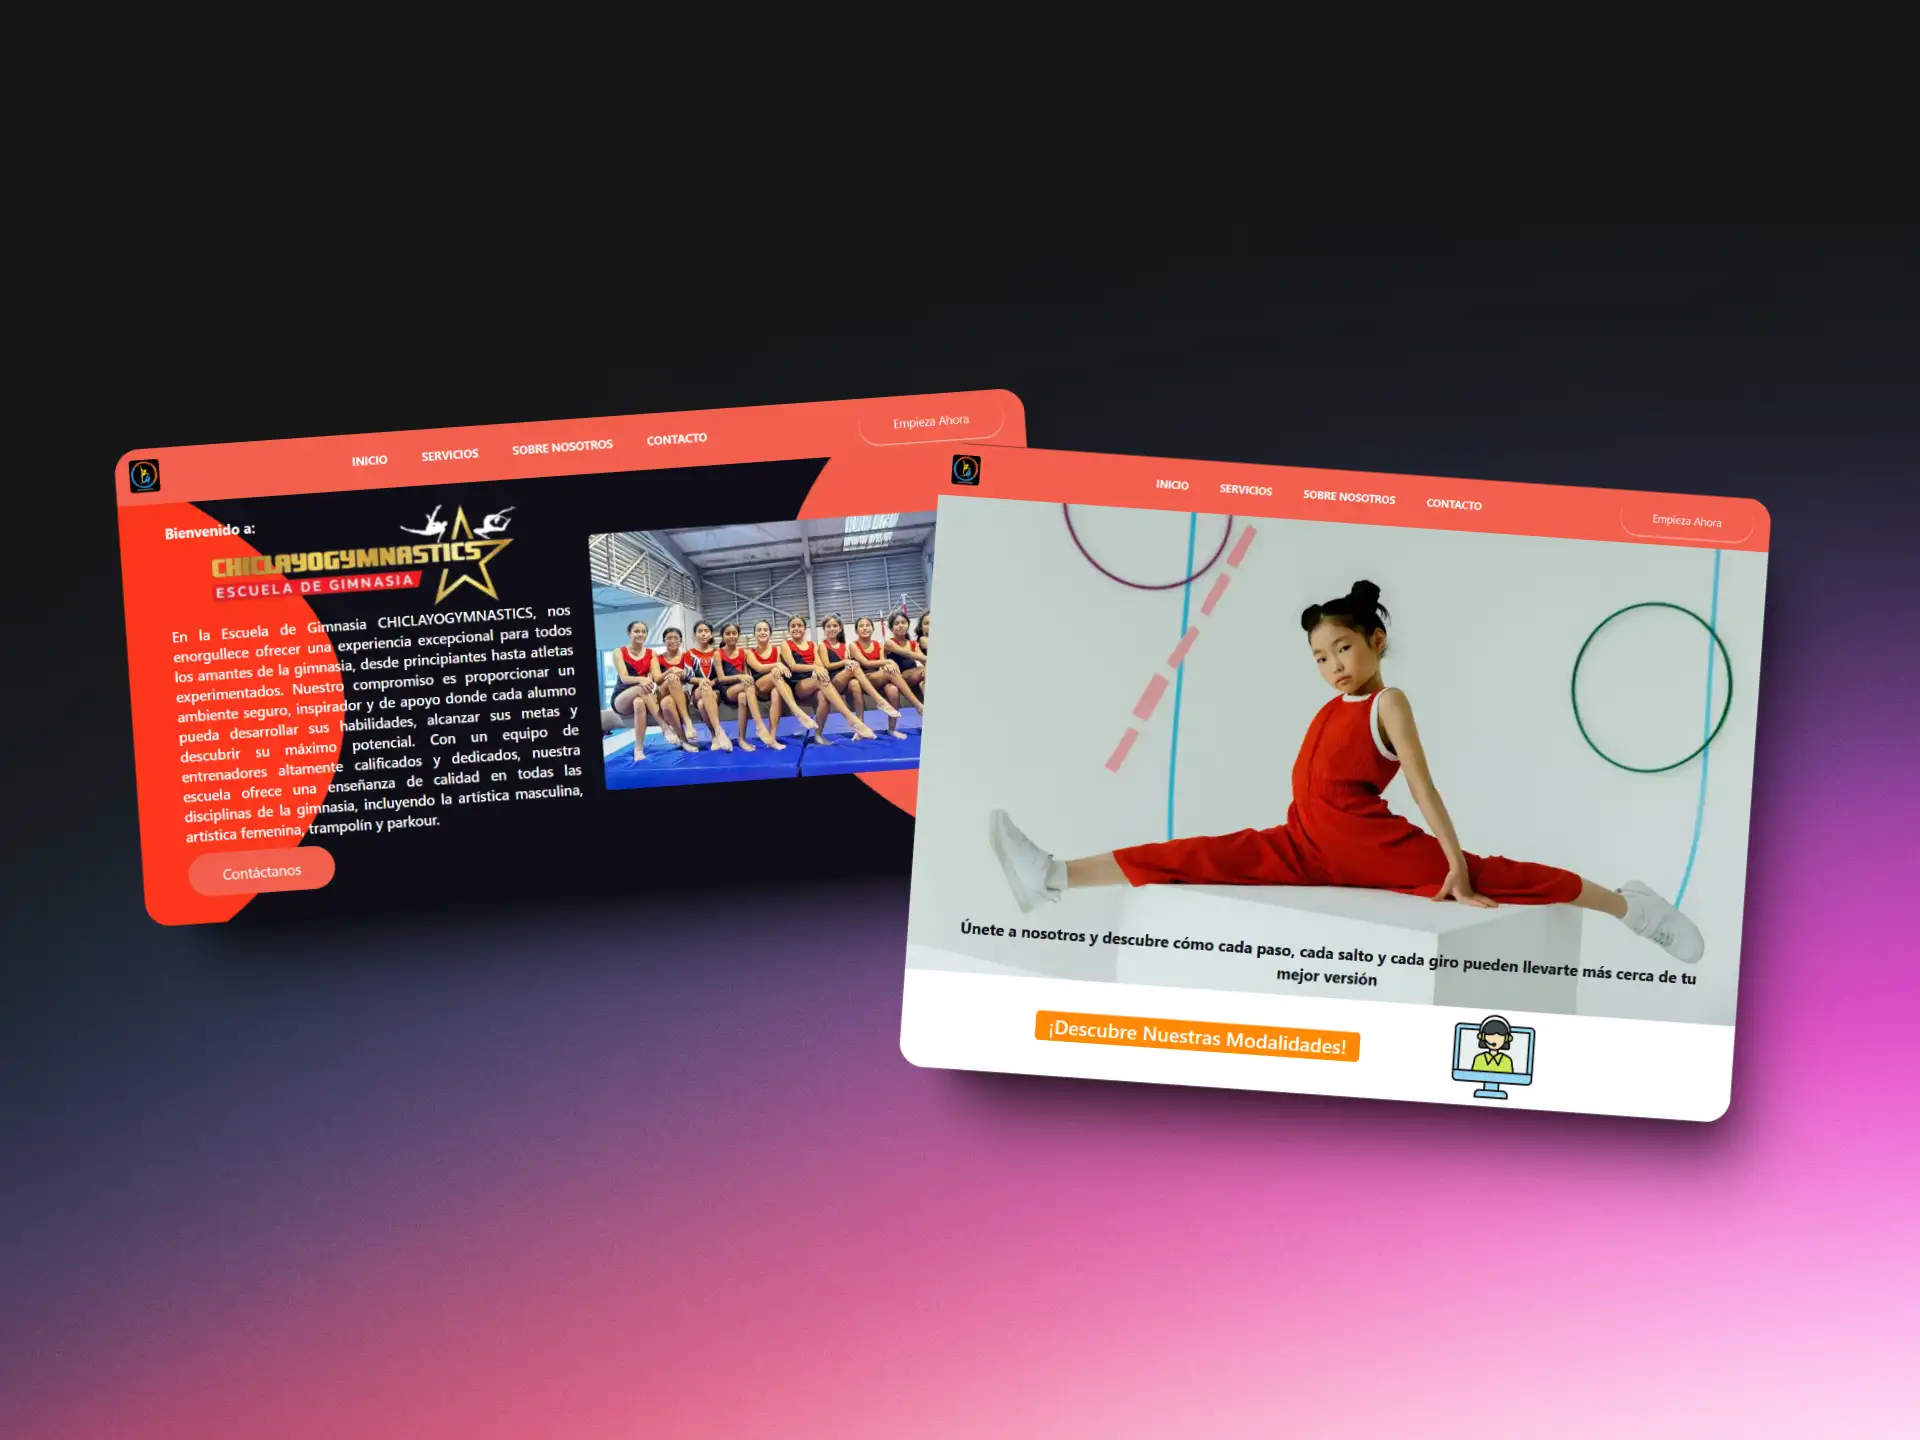 INICIO SERVICIOS SOBRE NOSOTROS CONTACTO Empieza Ahora
Bienvenido a:
CHICLAYOGYMNASTICS
ESCUELA DE GIMNASIA
En la Escuela de Gimnasia CHICLAYOGYMNASTICS, nos
enorgullece ofrecer una experiencia excepcional para todos
los amantes de la gimnasia, desde principiantes hasta atletas
experimentados. Nuestro compromiso es proporcionar un
ambiente seguro, inspirador y de apoyo donde cada alumno
pueda desarrollar sus habilidades, alcanzar sus metas y
descubrir su máximo potencial. Con un equipo de
entrenadores altamente calificados y dedicados, nuestra
escuela ofrece una enseñanza de calidad en todas las
disciplinas de la gimnasia, incluyendo la artística masculina,
artística femenina, trampolín y parkour.
Contáctanos
INICIO SERVICIOS SOBRE NOSOTROS CONTACTO Empieza Ahora
Únete a nosotros y descubre cómo cada paso, cada salto y cada giro pueden llevarte más cerca de tu
mejor versión
¡Descubre Nuestras Modalidades!